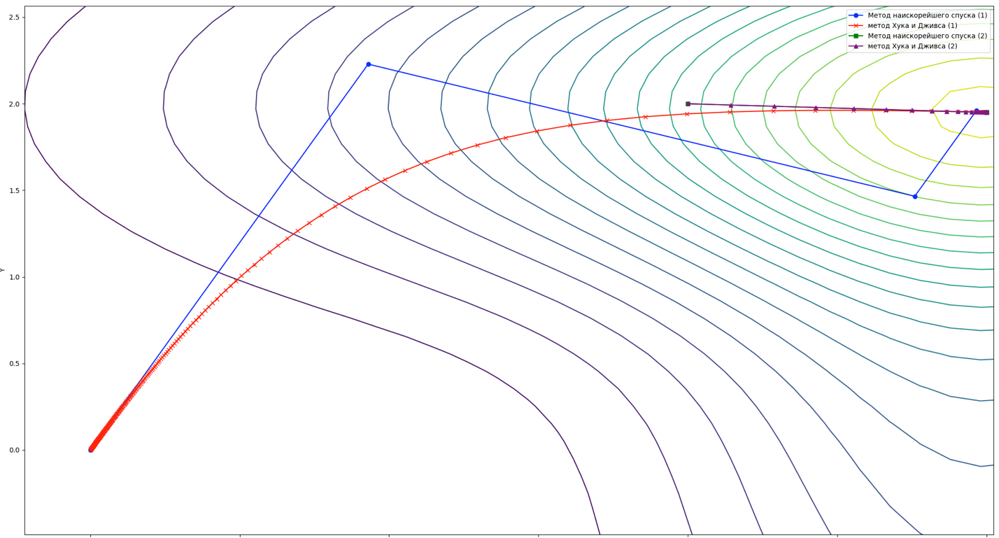 2.5
2.0
1.5
1.0
0.5
0.0
Метод наискорейшего спуска (1)
метод Хука и Дживса (1)
Метод наискорейшего спуска (2)
метод Хука и Дживса (2)